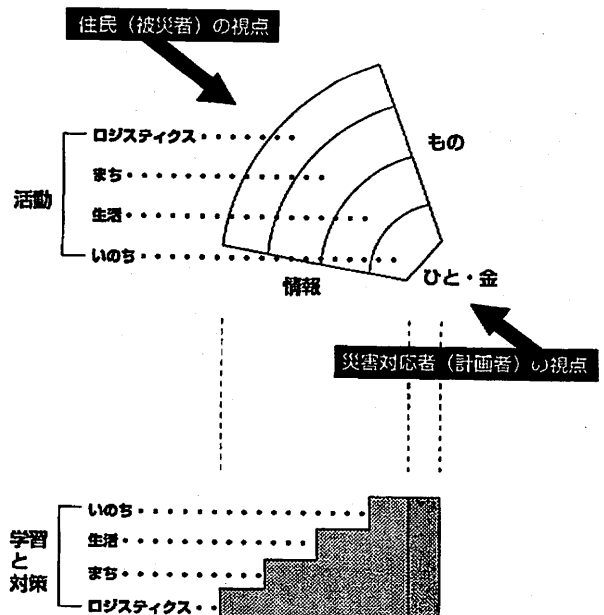 住民（被災者）の視点
ロジスティクス
まち
生活
いのち
活動
もの
情報
ひと・金
災害対応者（計画者）の視点
いのち
生活
まち
ロジスティクス
学習
と
対策